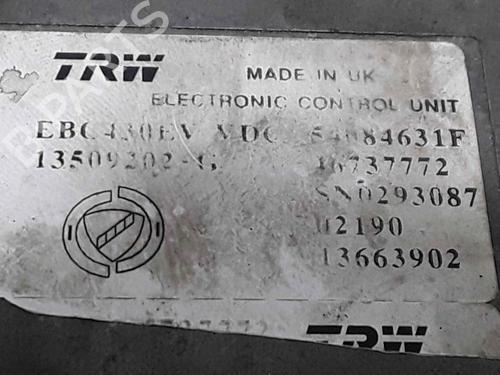 TRW
MADE IN UK
ELECTRONIC CONTROL UNIT
EBC430EV VDC 54084631F
13509202-G 16737772
SN0293087
02190
13663902
TRW